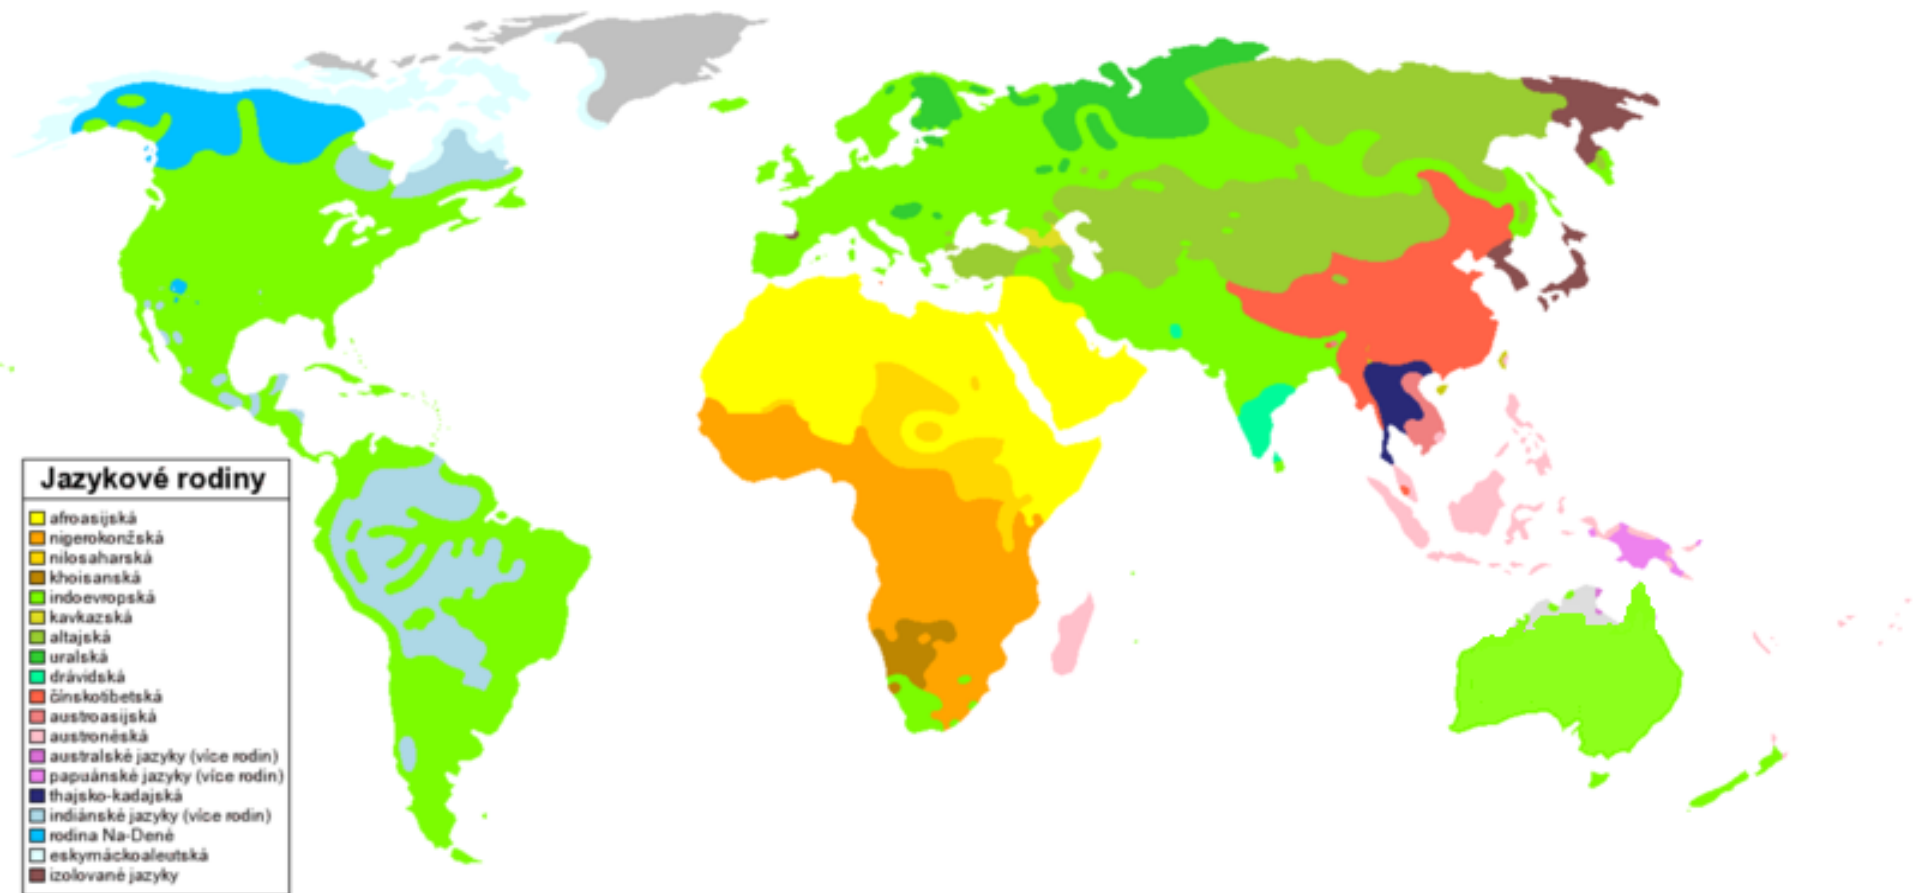 Jazykové rodiny
afroasijská
nigerokonžská
nilosaharská
khoisanská
indoevropská
kavkazská
altajská
uralská
drávidská
čínskotibetská
austroasijská
austronéská
australské jazyky (více rodin)
papuánské jazyky (více rodin)
thajsko-kadajská
indiánské jazyky (více rodin)
rodina Na-Dené
eskymáckoaleutská
izolované jazyky